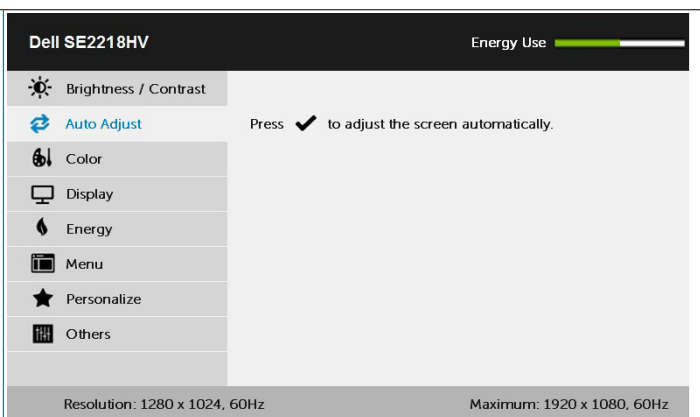 Dell SE2218HV Energy Use
Brightness / Contrast
Auto Adjust Press ✔ to adjust the screen automatically.
Color
Display
Energy
Menu
Personalize
Others
Resolution: 1280 x 1024, 60Hz Maximum: 1920 x 1080, 60Hz